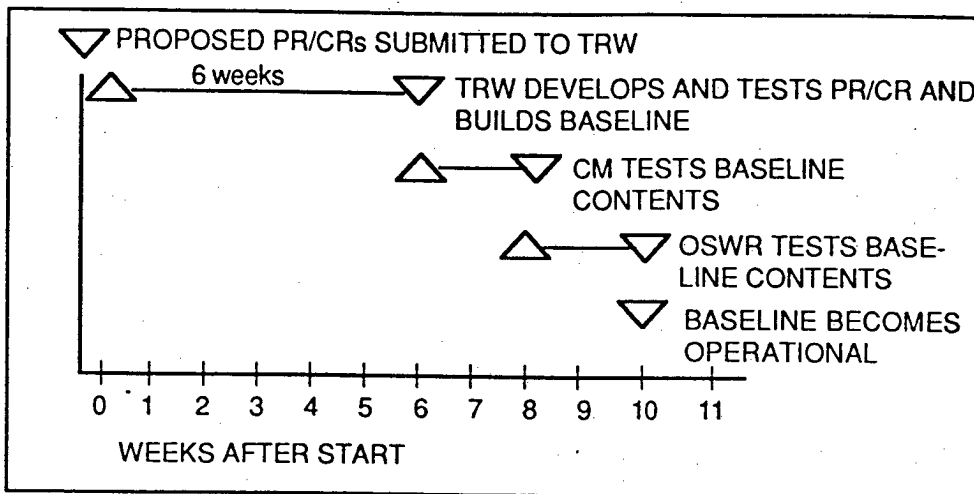 PROPOSED PR/CRs SUBMITTED TO TRW
6 weeks
TRW DEVELOPS AND TESTS PR/CR AND
BUILDS BASELINE
CM TESTS BASELINE
CONTENTS
OSWR TESTS BASE-
LINE CONTENTS
BASELINE BECOMES
OPERATIONAL
0 1 2 3 4 5 6 7 8 9 10 11
WEEKS AFTER START